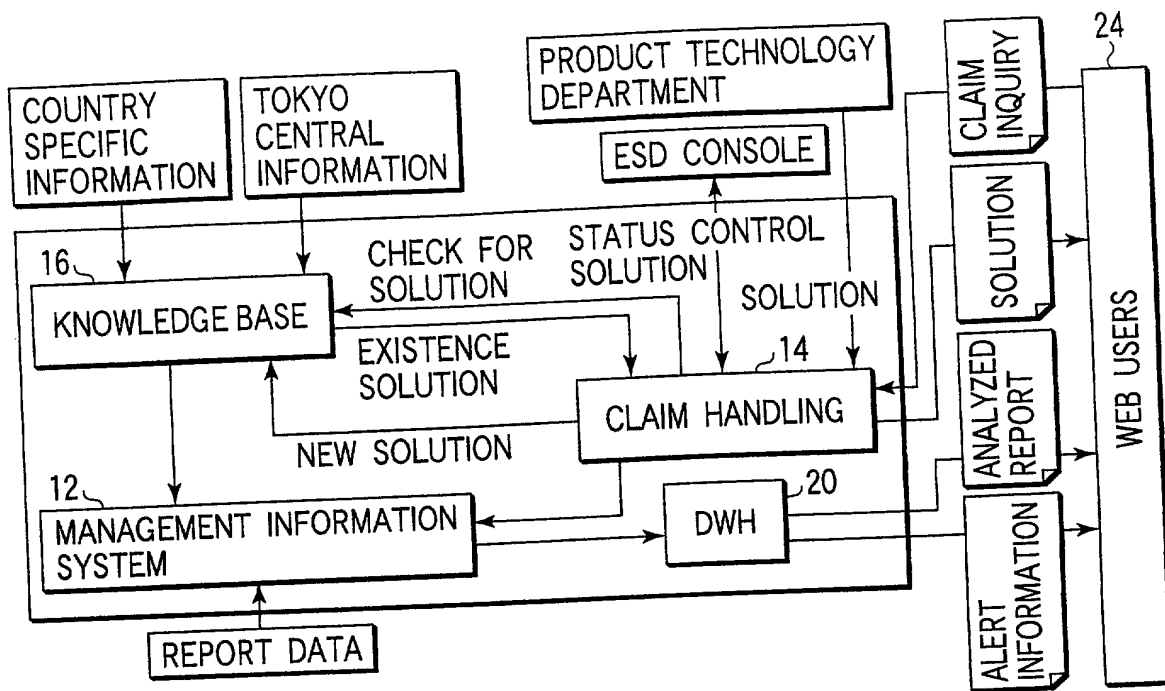 24
PRODUCT TECHNOLOGY
DEPARTMENT
CLAIM
INQUIRY
COUNTRY
SPECIFIC
INFORMATION
TOKYO
CENTRAL
INFORMATION
ESD CONSOLE
SOLUTION
16
CHECK FOR
SOLUTION
STATUS CONTROL
SOLUTION
SOLUTION
KNOWLEDGE BASE
EXISTENCE
SOLUTION
14
CLAIM HANDLING
NEW SOLUTION
ANALYZED
REPORT
WEB USERS
12
MANAGEMENT INFORMATION
SYSTEM
20
DWH
ALERT
INFORMATION
REPORT DATA